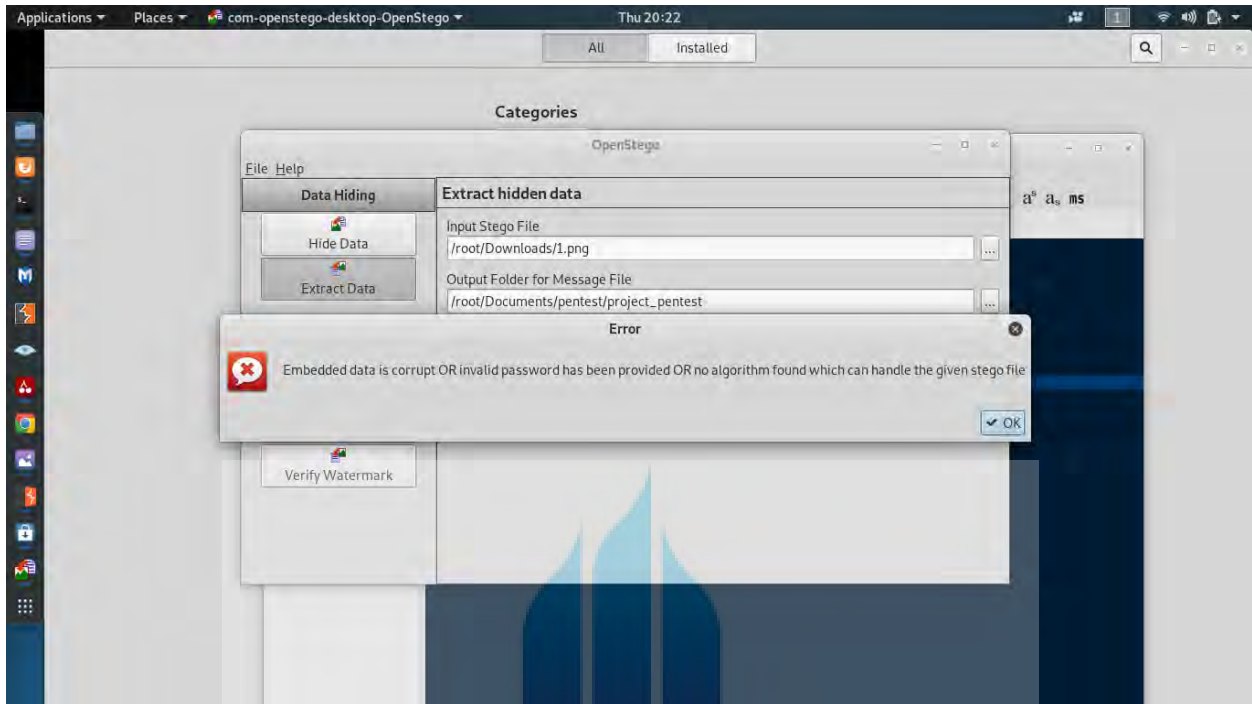 Applications Places com-openstego-desktop-OpenStego Thu 20:22 1
All Installed
Categories
OpenStego
File Help
Data Hiding Extract hidden data
aˢ aₛ ms
Input Stego File
Hide Data /root/Downloads/1.png ...
Output Folder for Message File
Extract Data /root/Documents/pentest/project_pentest ...
Error
Embedded data is corrupt OR invalid password has been provided OR no algorithm found which can handle the given stego file
OK
Verify Watermark